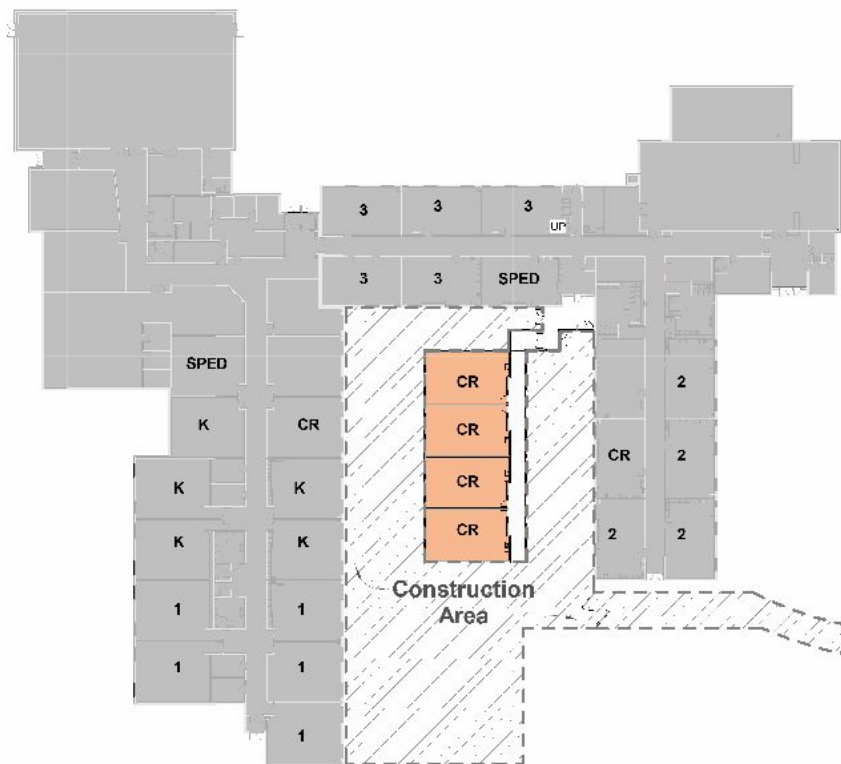 3 3 3
UP
3 3 SPED
SPED
CR
2
K CR
CR
CR 2
K K
CR
K K
CR
2 2
Construction
Area
1 1
1 1
1